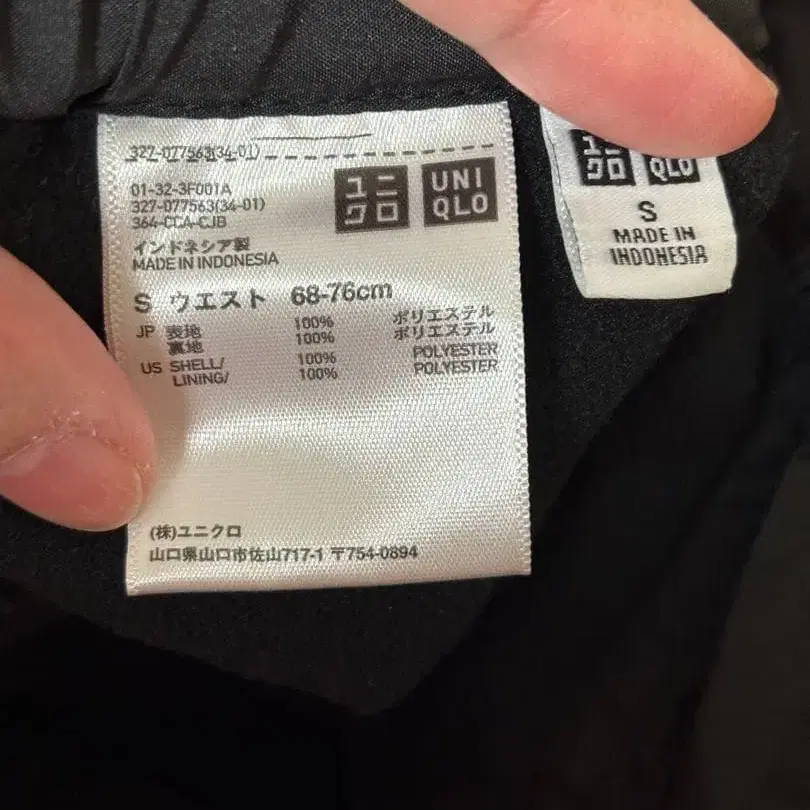 327-077563(34-01)
01-32-3F001A
327-077563(34-01)
364-CCA-CJB
ユニ
クロ
UNI
QLO
インドネシア製
MADE IN INDONESIA
S ウエスト 68-76cm
JP 表地 100% ポリエステル
裏地 100% ポリエステル
US SHELL/ 100% POLYESTER
LINING/ 100% POLYESTER
(株)ユニクロ
山口県山口市佐山717-1 〒754-0894
クロ
QLO
S
MADE IN
INDONESIA